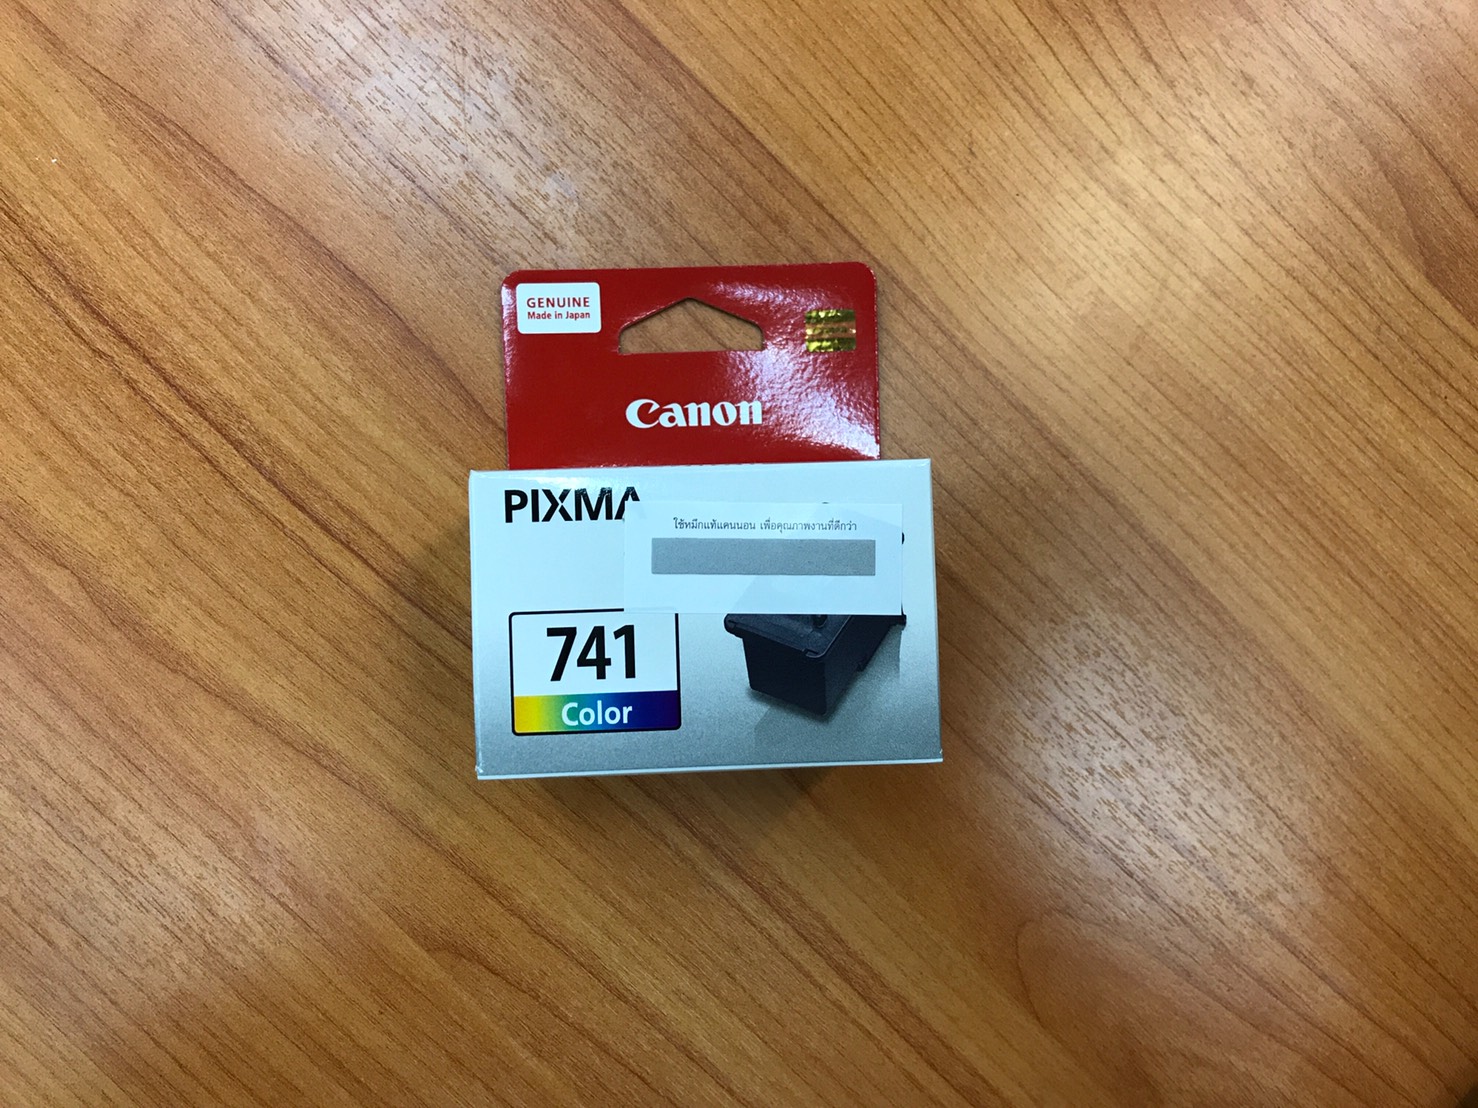 GENUINE
Made in Japan
Canon
PIXMA
ใช้หมึกแท้แคนนอน เพื่อคุณภาพงานที่ดีกว่า
741
Color